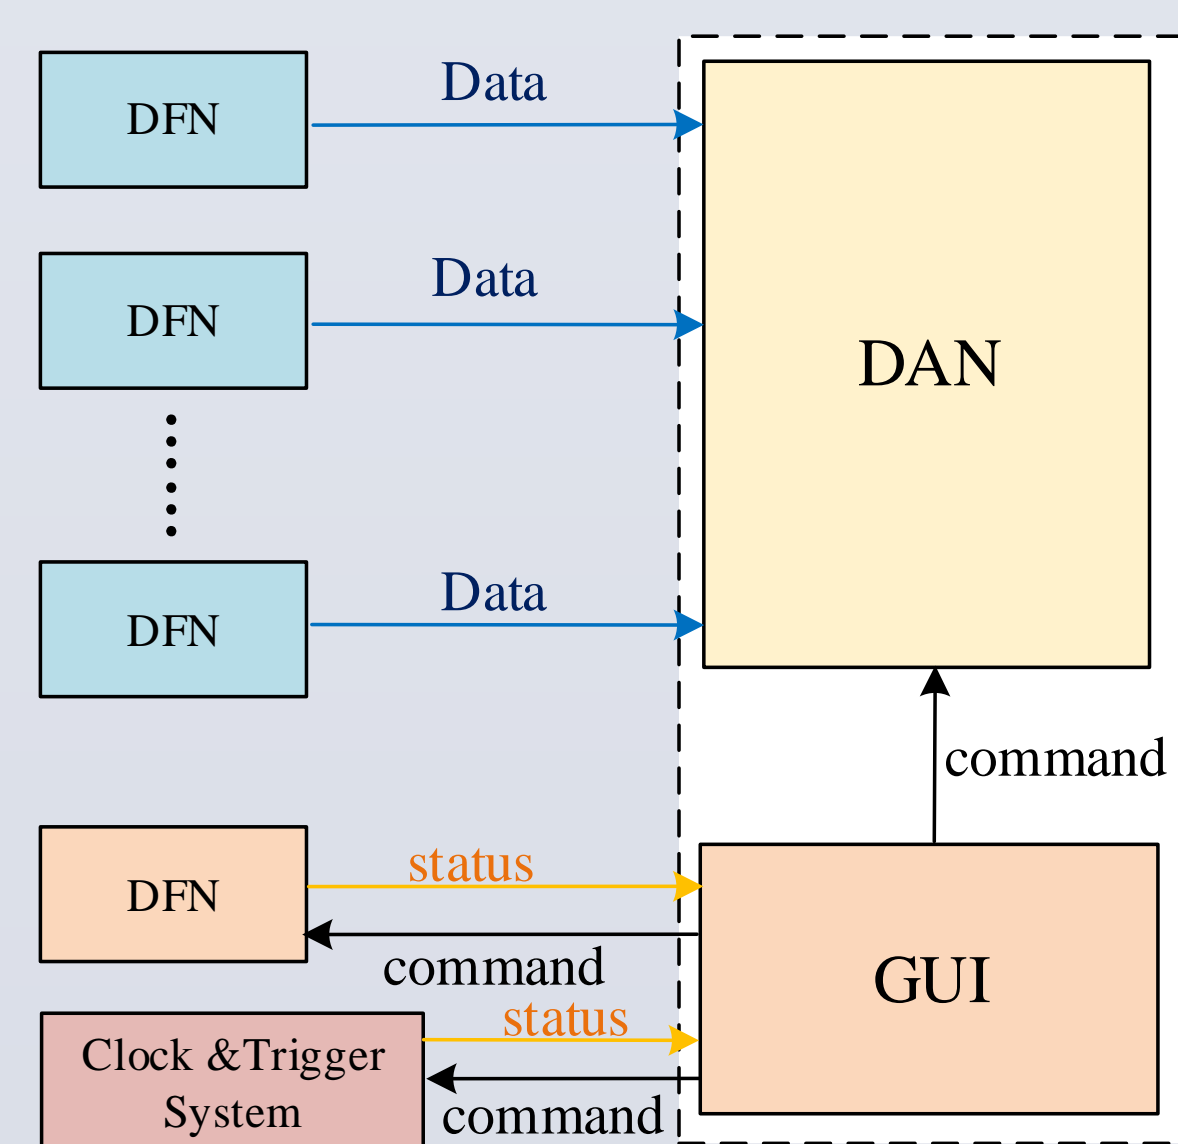 DFN
Data
DFN
Data
DAN
DFN
Data
command
DFN
status
command
GUI
status
Clock &Trigger
System
command